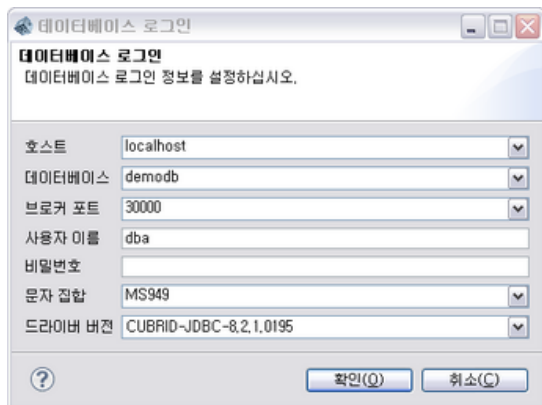 데이터베이스 로그인
데이터베이스 로그인
데이터베이스 로그인 정보를 설정하십시오.
호스트 localhost
데이터베이스 demodb
브로커 포트 30000
사용자 이름 dba
비밀번호
문자 집합 MS949
드라이버 버전 CUBRID-JDBC-8.2.1.0195
? 확인(O) 취소(C)